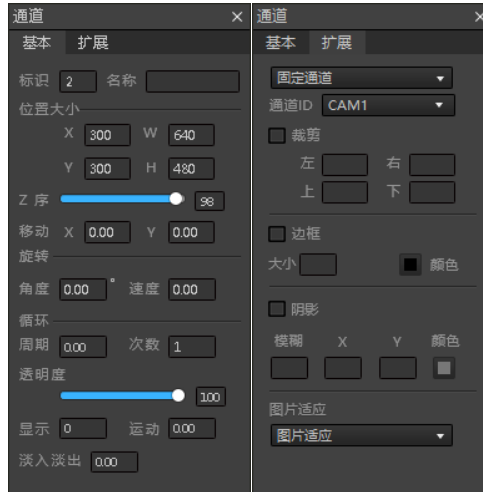 通道 ×
基本 扩展
标识 2 名称
位置大小
X 300 W 640
Y 300 H 480
Z 序 98
移动 X 0.00 Y 0.00
旋转
角度 0.00 ° 速度 0.00
循环
周期 0.00 次数 1
透明度
100
显示 0 运动 0.00
淡入淡出 0.00
通道 ×
基本 扩展
固定通道
通道ID CAM1
裁剪
左 右
上 下
边框
大小 颜色
阴影
模糊 X Y 颜色
图片适应
图片适应